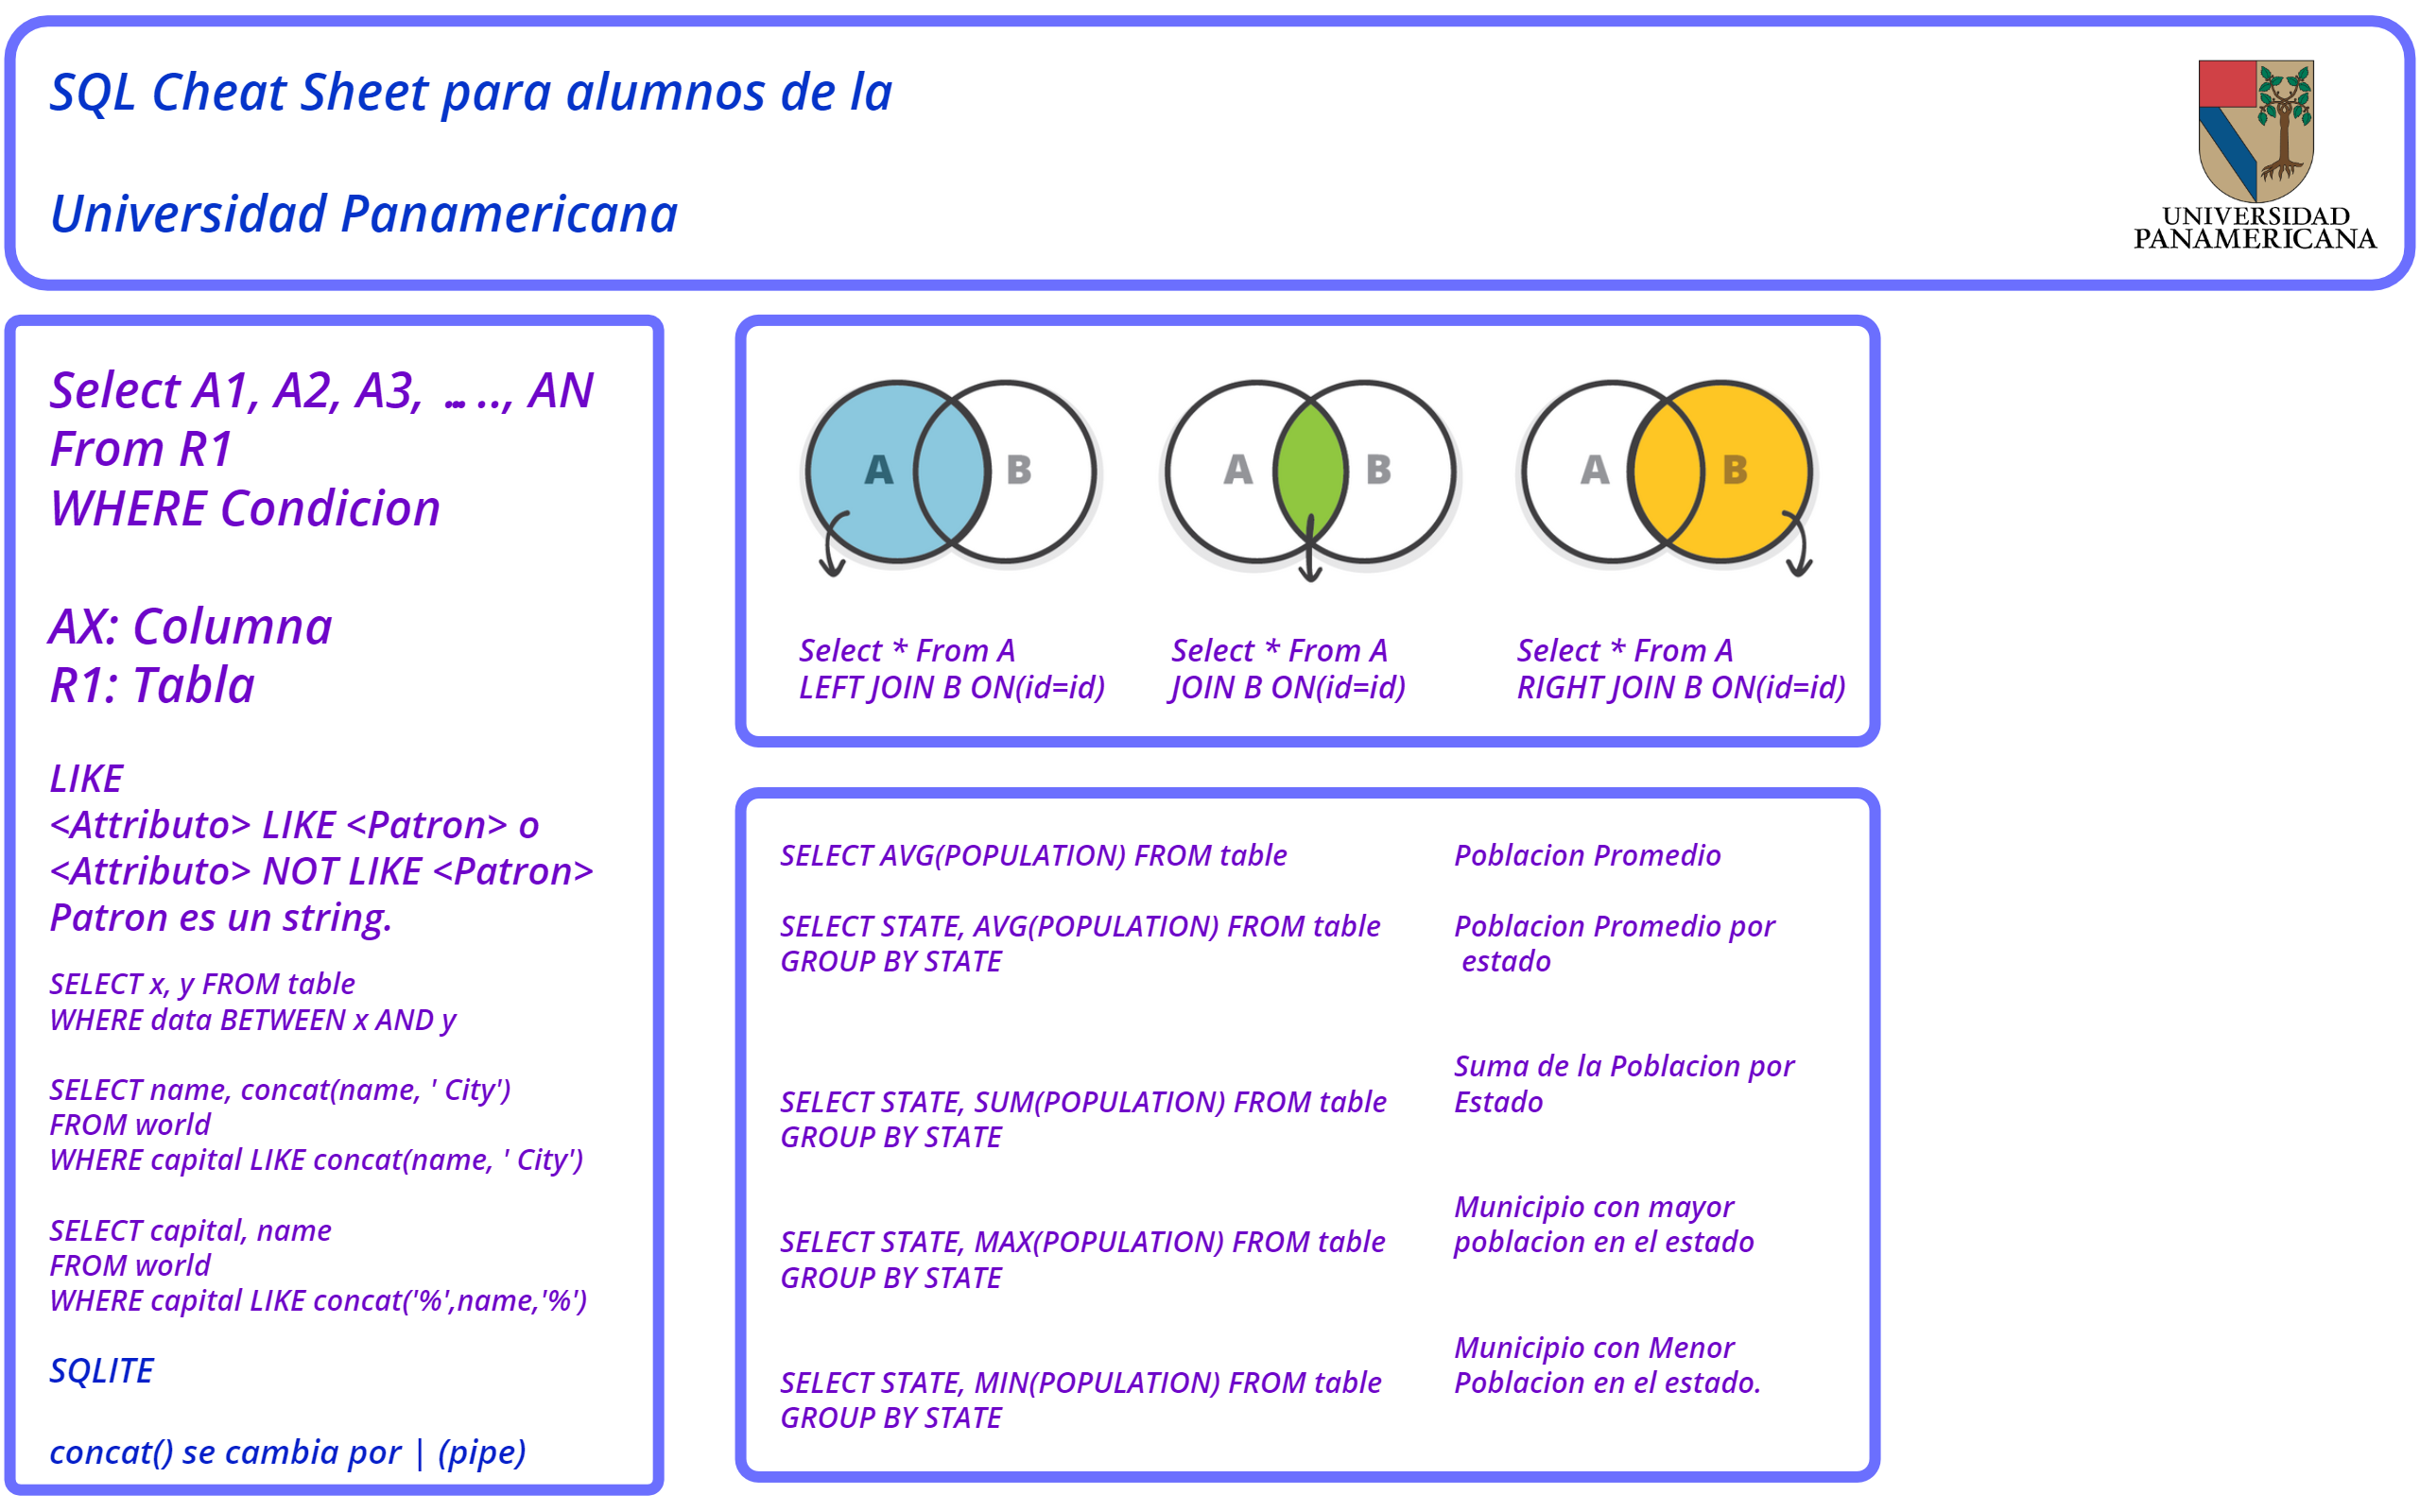 SQL Cheat Sheet para alumnos de la
Universidad Panamericana
UNIVERSIDAD
PANAMERICANA
Select A1, A2, A3, ... .., AN
From R1
WHERE Condicion
AX: Columna
R1: Tabla
LIKE
<Attributo> LIKE <Patron> o
<Attributo> NOT LIKE <Patron>
Patron es un string.
SELECT x, y FROM table
WHERE data BETWEEN x AND y
SELECT name, concat(name, ' City')
FROM world
WHERE capital LIKE concat(name, ' City')
SELECT capital, name
FROM world
WHERE capital LIKE concat('%',name,'%')
SQLITE
concat() se cambia por | (pipe)
A B
A B
A B
Select * From A
LEFT JOIN B ON(id=id)
Select * From A
JOIN B ON(id=id)
Select * From A
RIGHT JOIN B ON(id=id)
SELECT AVG(POPULATION) FROM table
Poblacion Promedio
SELECT STATE, AVG(POPULATION) FROM table
GROUP BY STATE
Poblacion Promedio por
estado
SELECT STATE, SUM(POPULATION) FROM table
GROUP BY STATE
Suma de la Poblacion por
Estado
SELECT STATE, MAX(POPULATION) FROM table
GROUP BY STATE
Municipio con mayor
poblacion en el estado
SELECT STATE, MIN(POPULATION) FROM table
GROUP BY STATE
Municipio con Menor
Poblacion en el estado.